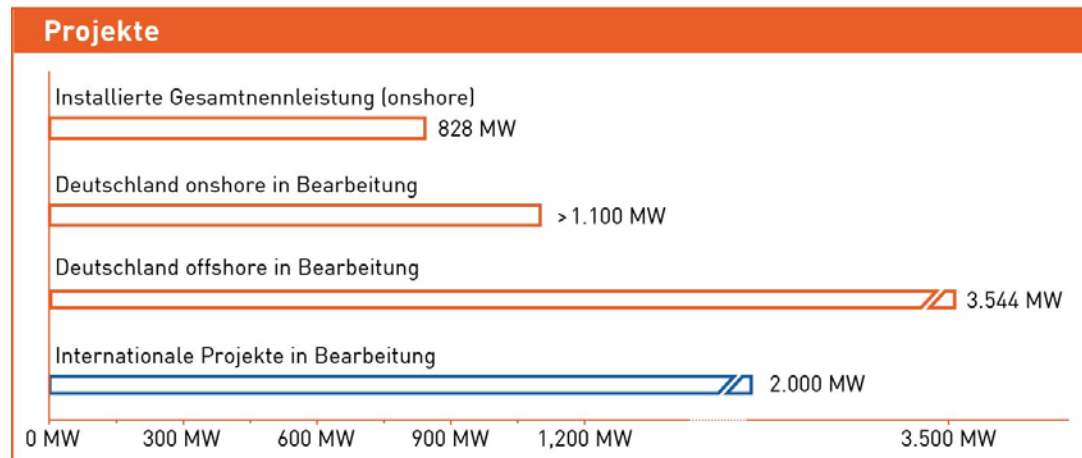 Projekte
Installierte Gesamtnennleistung (onshore)
828 MW
Deutschland onshore in Bearbeitung
>1.100 MW
Deutschland offshore in Bearbeitung
3.544 MW
Internationale Projekte in Bearbeitung
2.000 MW
0 MW 300 MW 600 MW 900 MW 1,200 MW 3.500 MW